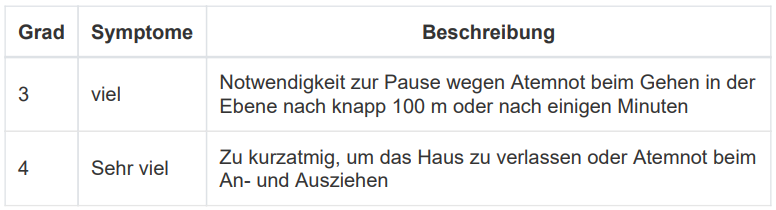 Grad Symptome Beschreibung
3 viel Notwendigkeit zur Pause wegen Atemnot beim Gehen in der
Ebene nach knapp 100 m oder nach einigen Minuten
4 Sehr viel Zu kurzatmig, um das Haus zu verlassen oder Atemnot beim
An- und Ausziehen